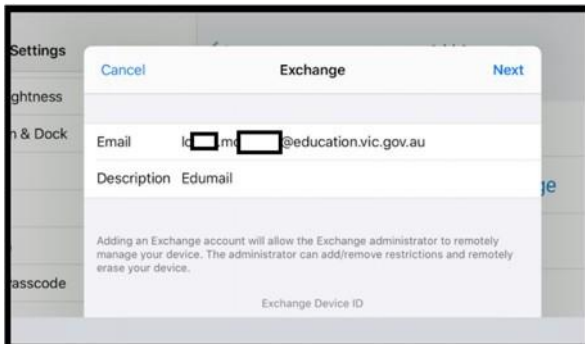 Settings
Cancel
Exchange
Next
ghtness
n & Dock
Email
@education.vic.gov.au
Description Edumail
ge
Adding an Exchange account will allow the Exchange administrator to remotely
manage your device. The administrator can add/remove restrictions and remotely
erase your device.
asscode
Exchange Device ID